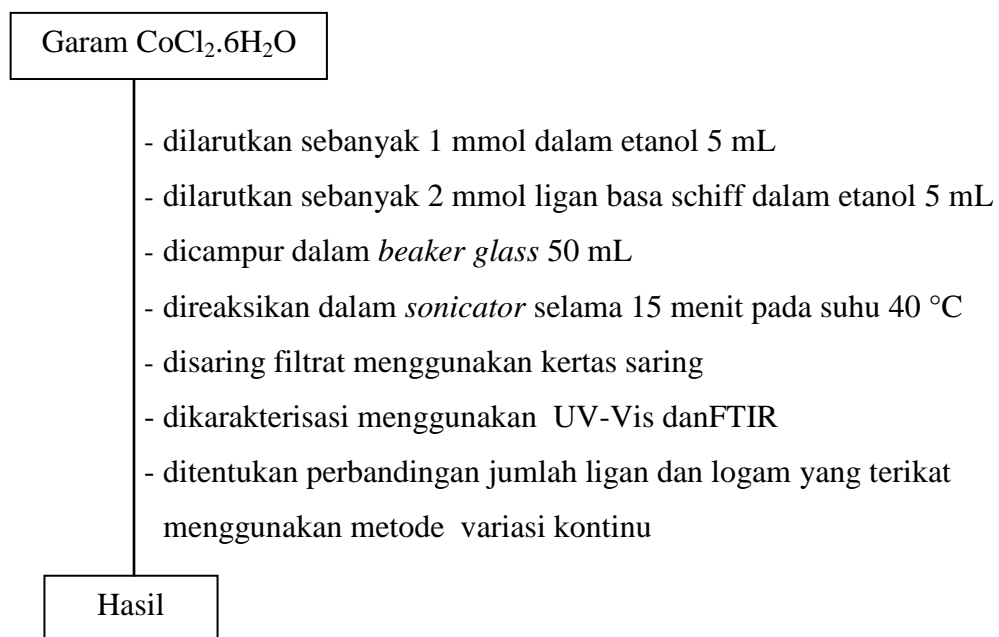 Garam CoCl₂.6H₂O
- dilarutkan sebanyak 1 mmol dalam etanol 5 mL
- dilarutkan sebanyak 2 mmol ligan basa schiff dalam etanol 5 mL
- dicampur dalam beaker glass 50 mL
- direaksikan dalam sonicator selama 15 menit pada suhu 40 °C
- disaring filtrat menggunakan kertas saring
- dikarakterisasi menggunakan UV-Vis danFTIR
- ditentukan perbandingan jumlah ligan dan logam yang terikat
menggunakan metode variasi kontinu
Hasil